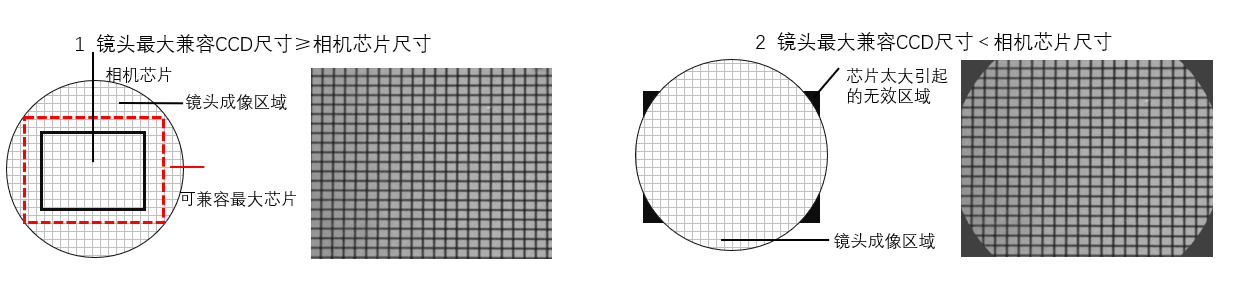 1 镜头最大兼容CCD尺寸≥相机芯片尺寸
相机芯片
镜头成像区域
可兼容最大芯片
2 镜头最大兼容CCD尺寸＜相机芯片尺寸
芯片太大引起
的无效区域
镜头成像区域